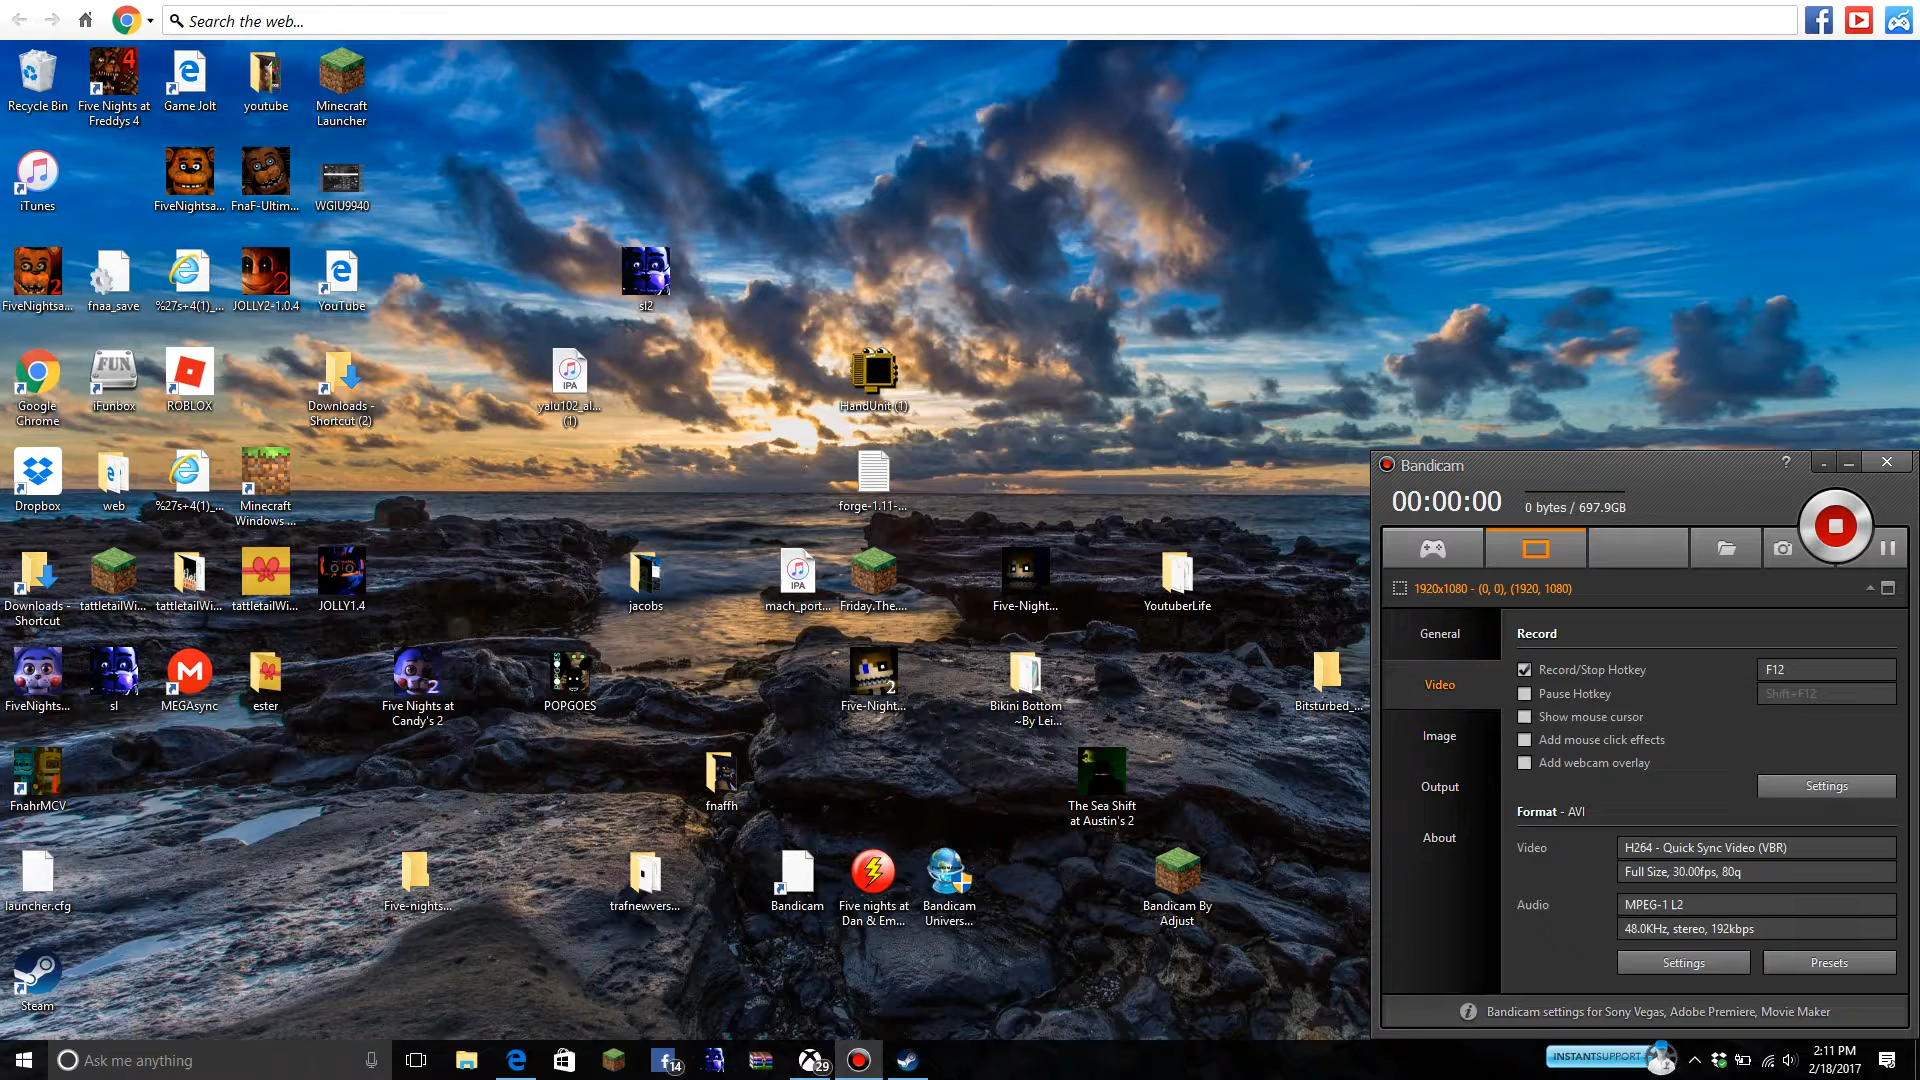 Search the web...
Recycle Bin
Five Nights at
Freddys 4
Game Jolt
youtube
Minecraft
Launcher
iTunes
FiveNightsa...
FnaF-Ultim...
WGIU9940
FiveNightsa...
fnaa_save
%27s+4(1)_...
JOLLY2-1.0.4
YouTube
sl2
Google
Chrome
iFunbox
ROBLOX
Downloads -
Shortcut (2)
yalu102_al...
(1)
HandUnit (1)
Dropbox
web
%27s+4(1)_...
Minecraft
Windows ...
forge-1.11-...
Downloads -
Shortcut
tattletailWi...
tattletailWi...
tattletailWi...
JOLLY1.4
jacobs
mach_port...
Friday.The....
Five-Night...
YoutuberLife
FiveNights...
sl
MEGAsync
ester
Five Nights at
Candy's 2
POPGOES
Five-Night...
Bikini Bottom
~By Lei...
Bitsturbed_...
FnahrMCV
fnaffh
The Sea Shift
at Austin's 2
launcher.cfg
Five-nights...
trafnewvers...
Bandicam
Five nights at
Dan & Em...
Bandicam
Univers...
Bandicam By
Adjust
Steam
Bandicam
00:00:00
0 bytes / 697.9GB
1920x1080 - (0, 0), (1920, 1080)
General
Video
Image
Output
About
Record
Record/Stop Hotkey
F12
Pause Hotkey
Shift+F12
Show mouse cursor
Add mouse click effects
Add webcam overlay
Settings
Format - AVI
Video
H264 - Quick Sync Video (VBR)
Full Size, 30.00fps, 80q
Audio
MPEG-1 L2
48.0KHz, stereo, 192kbps
Settings
Presets
Bandicam settings for Sony Vegas, Adobe Premiere, Movie Maker
Ask me anything
14
29
INSTANTSUPPORT
2:11 PM
2/18/2017